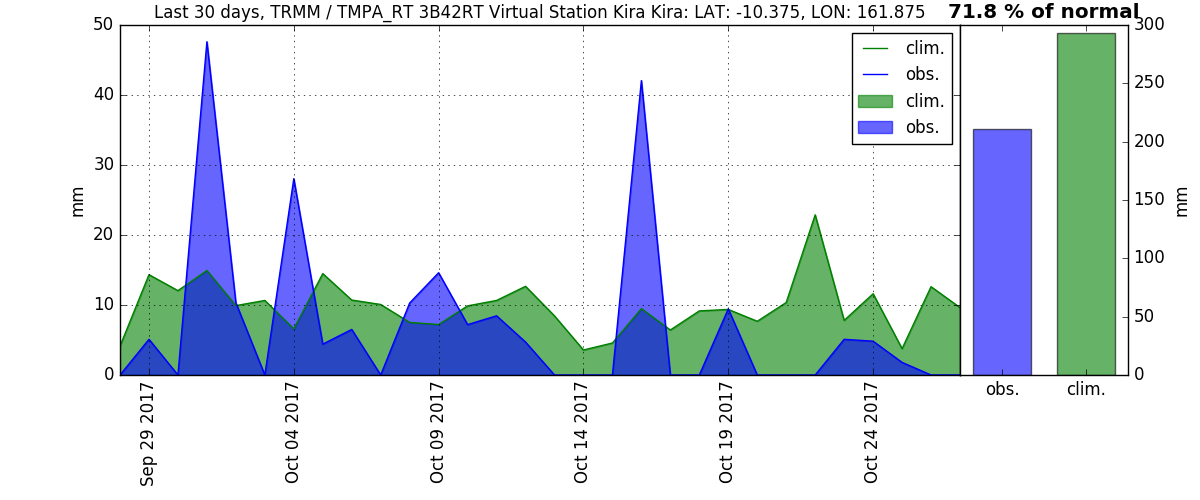 Last 30 days, TRMM / TMPA_RT 3B42RT Virtual Station Kira Kira: LAT: -10.375, LON: 161.875
71.8 % of normal
50
40
30
20
10
0
mm
clim.
obs.
clim.
obs.
300
250
200
150
100
50
0
mm
Sep 29 2017
Oct 04 2017
Oct 09 2017
Oct 14 2017
Oct 19 2017
Oct 24 2017
obs.
clim.